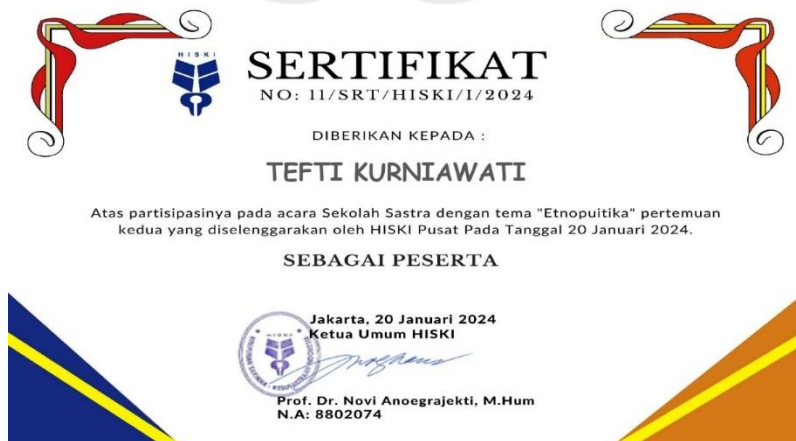 HISKI
SERTIFIKAT
NO: 11/SRT/HISKI/I/2024
DIBERIKAN KEPADA :
TEFTI KURNIAWATI
Atas partisipasinya pada acara Sekolah Sastra dengan tema "Etnopuitika" pertemuan
kedua yang diselenggarakan oleh HISKI Pusat Pada Tanggal 20 Januari 2024.
SEBAGAI PESERTA
Jakarta, 20 Januari 2024
Ketua Umum HISKI
Prof. Dr. Novi Anoegrajekti, M.Hum
N.A: 8802074